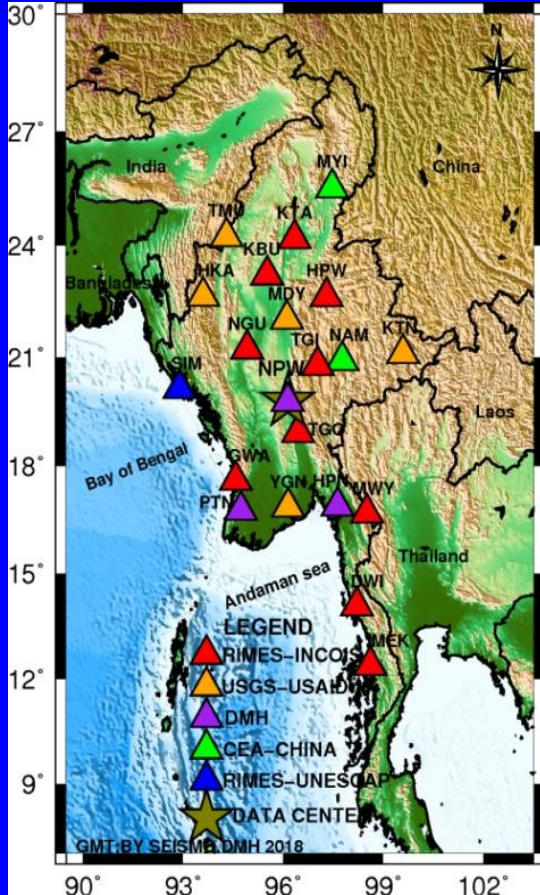 30°
N
27°
India
MYI
China
TMU
KTA
24°
KBU
Bangladesh
HKA
HPW
MDY
NGU
TGI
NAM
KTN
21°
SIM
NPW
Laos
TGO
18°
Bay of Bengal
GWA
YGN
HPN
MWY
PTN
Thailand
15°
Andaman sea
DWI
LEGEND
MEK
RIMES-INCOIS
12°
USGS-USAID
DMH
CEA-CHINA
9°
RIMES-UNESCAP
DATA CENTER
GMT:BY SEISMO,DMH 2018
90° 93° 96° 99° 102°